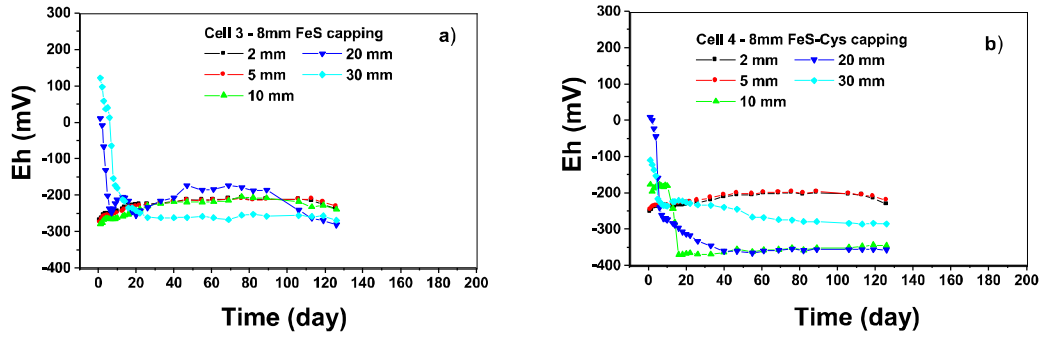 300
200
100
0
-100
-200
-300
-400
Eh (mV)
Cell 3 - 8mm FeS capping
a)
2 mm
20 mm
5 mm
30 mm
10 mm
0 20 40 60 80 100 120 140 160 180 200
Time (day)
300
200
100
0
-100
-200
-300
-400
Eh (mV)
Cell 4 - 8mm FeS-Cys capping
b)
2 mm
20 mm
5 mm
30 mm
10 mm
0 20 40 60 80 100 120 140 160 180 200
Time (day)